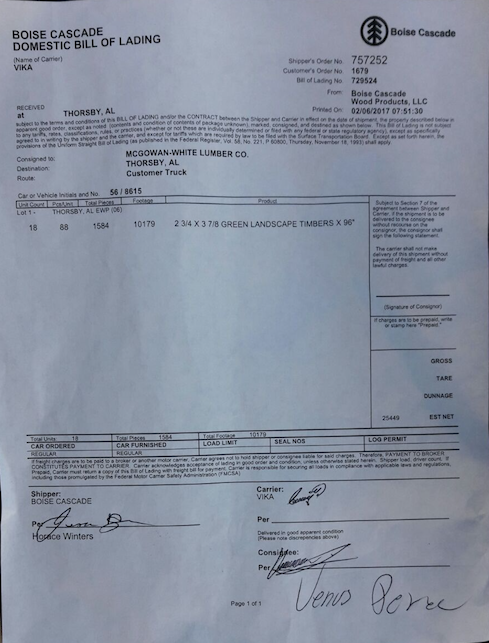 BOISE CASCADE
DOMESTIC BILL OF LADING
(Name of Carrier)
VIKA
Boise Cascade
Shipper's Order No. 757252
Customer's Order No. 1679
Bill of Lading No. 729524
From: Boise Cascade
Wood Products, LLC
Printed On: 02/06/2017 07:51:30
RECEIVED
at THORSBY, AL
subject to the terms and conditions of this BILL OF LADING and/or the CONTRACT between the Shipper and Carrier in effect on the date of shipment, the property described below in
apparent good order, except as noted (contents and condition of contents of package unknown), marked, consigned, and destined as shown below. This Bill of Lading is not subject
to any tariffs, rates, classifications, rules, or practices (whether or not these are individually determined or filed with any federal or state regulatory agency), except as specifically
agreed to in writing by the shipper and the carrier, and except for tariffs which are required by law to be filed with the Surface Transportation Board. Except as set forth herein, the
provisions of the Uniform Straight Bill of Lading (as published in the Federal Register, Vol. 58, No. 221, P 60800, Thursday, November 18, 1993) shall apply.
Consigned to: MCGOWAN-WHITE LUMBER CO.
Destination: THORSBY, AL
Route: Customer Truck
Car or Vehicle Initials and No. 56 / 8615
Unit Count Pcs/Unit Total Pieces Footage Product
Lot 1 - THORSBY, AL EWP (06)
18 88 1584 10179 2 3/4 X 3 7/8 GREEN LANDSCAPE TIMBERS X 96"
Subject to Section 7 of the
agreement between Shipper and
Carrier, if the shipment is to be
delivered to the consignee
without recourse on the
consignor, the consignor shall
sign the following statement.
The carrier shall not make
delivery of this shipment without
payment of freight and all other
lawful charges.
(Signature of Consignor)
If charges are to be prepaid, write
or stamp here "Prepaid."
GROSS
TARE
DUNNAGE
25449 EST NET
Total Units 18 Total Pieces 1584 Total Footage 10179
CAR ORDERED CAR FURNISHED LOAD LIMIT SEAL NOS LOG PERMIT
REGULAR REGULAR
If freight charges are to be paid to a broker or another motor carrier, Carrier agrees not to hold shipper or consignee liable for said charges. Therefore, PAYMENT TO BROKER
CONSTITUTES PAYMENT TO CARRIER. Carrier acknowledges acceptance of lading in good order and condition, unless otherwise stated herein. Shipper load, driver count. If
Prepaid, Carrier must return a copy of this Bill of Lading with freight bill for payment. Carrier is responsible for securing all loads in compliance with applicable laws and regulations,
including those promulgated by the Federal Motor Carrier Safety Administration (FMCSA)
Shipper:
BOISE CASCADE
Per
Horace Winters
Carrier:
VIKA
Per
Delivered in good apparent condition
(Please note discrepancies above)
Consignee:
Per
Venus
Page 1 of 1